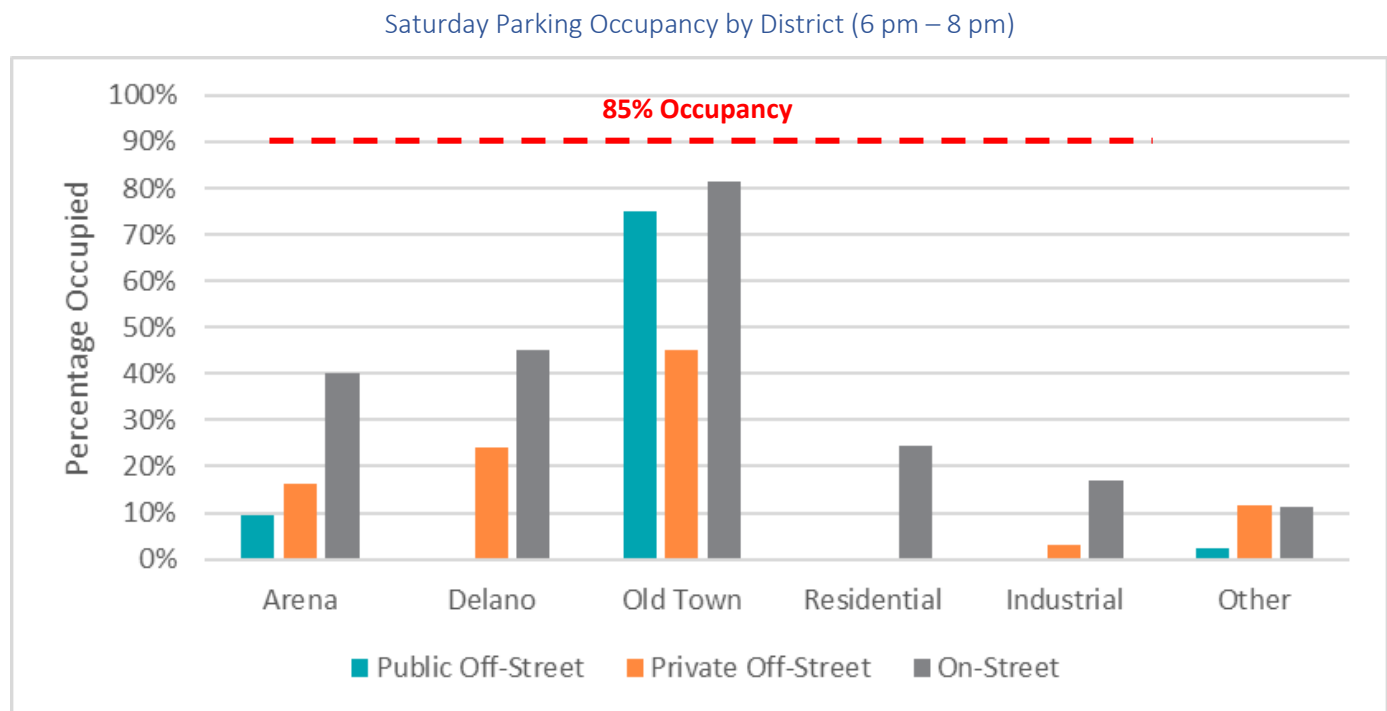 Saturday Parking Occupancy by District (6 pm – 8 pm)
100%
85% Occupancy
90%
80%
70%
60%
50%
40%
30%
20%
10%
0%
Percentage Occupied
Arena Delano Old Town Residential Industrial Other
Public Off-Street Private Off-Street On-Street